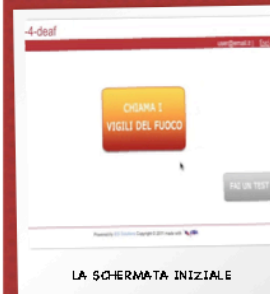 -4-deaf
CHIAMA I
VIGILI DEL FUOCO
FAI UN TEST
LA SCHERMATA INIZIALE